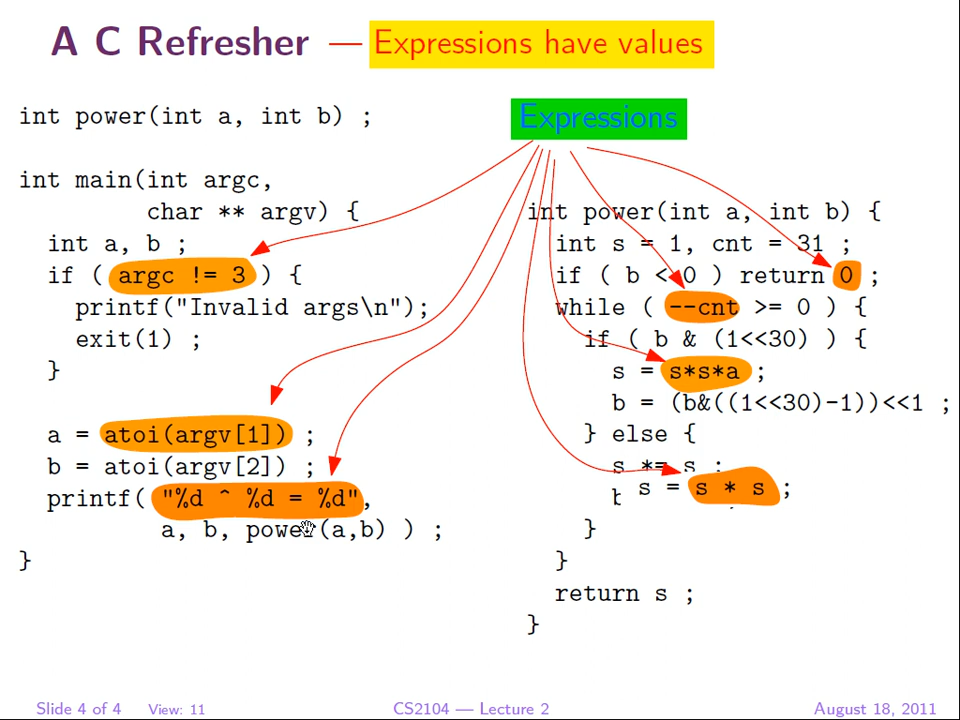 A C Refresher — Expressions have values
Expressions
int power(int a, int b) ;
int main(int argc,
char ** argv) {
int a, b ;
if ( argc != 3 ) {
printf("Invalid args\n");
exit(1) ;
}
a = atoi(argv[1]) ;
b = atoi(argv[2]) ;
printf( "%d ^ %d = %d",
a, b, power(a,b) ) ;
}
int power(int a, int b) {
int s = 1, cnt = 31 ;
if ( b < 0 ) return 0 ;
while ( --cnt >= 0 ) {
if ( b & (1<<30) ) {
s = s*s*a ;
b = (b&((1<<30)-1))<<1 ;
} else {
s *= s ;
s = s * s ;
}
}
return s ;
}
Slide 4 of 4 View: 11
CS2104 — Lecture 2
August 18, 2011